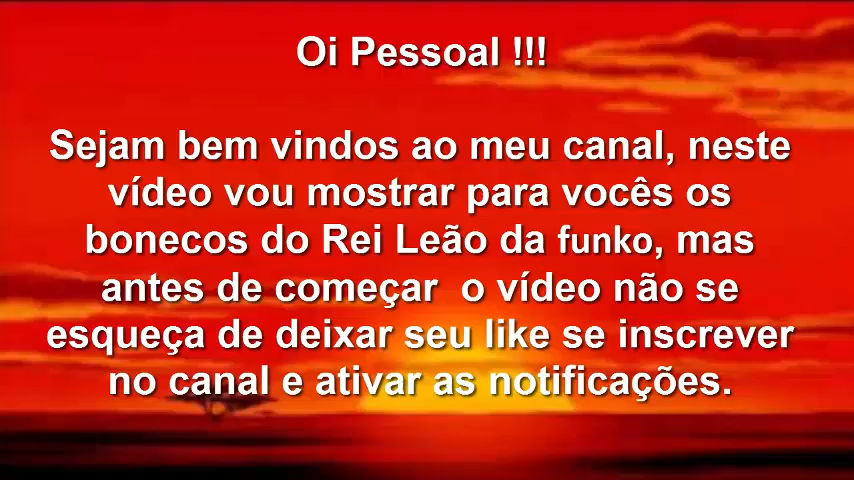 Oi Pessoal !!!
Sejam bem vindos ao meu canal, neste
vídeo vou mostrar para vocês os
bonecos do Rei Leão da funko, mas
antes de começar  o vídeo não se
esqueça de deixar seu like se inscrever
no canal e ativar as notificações.